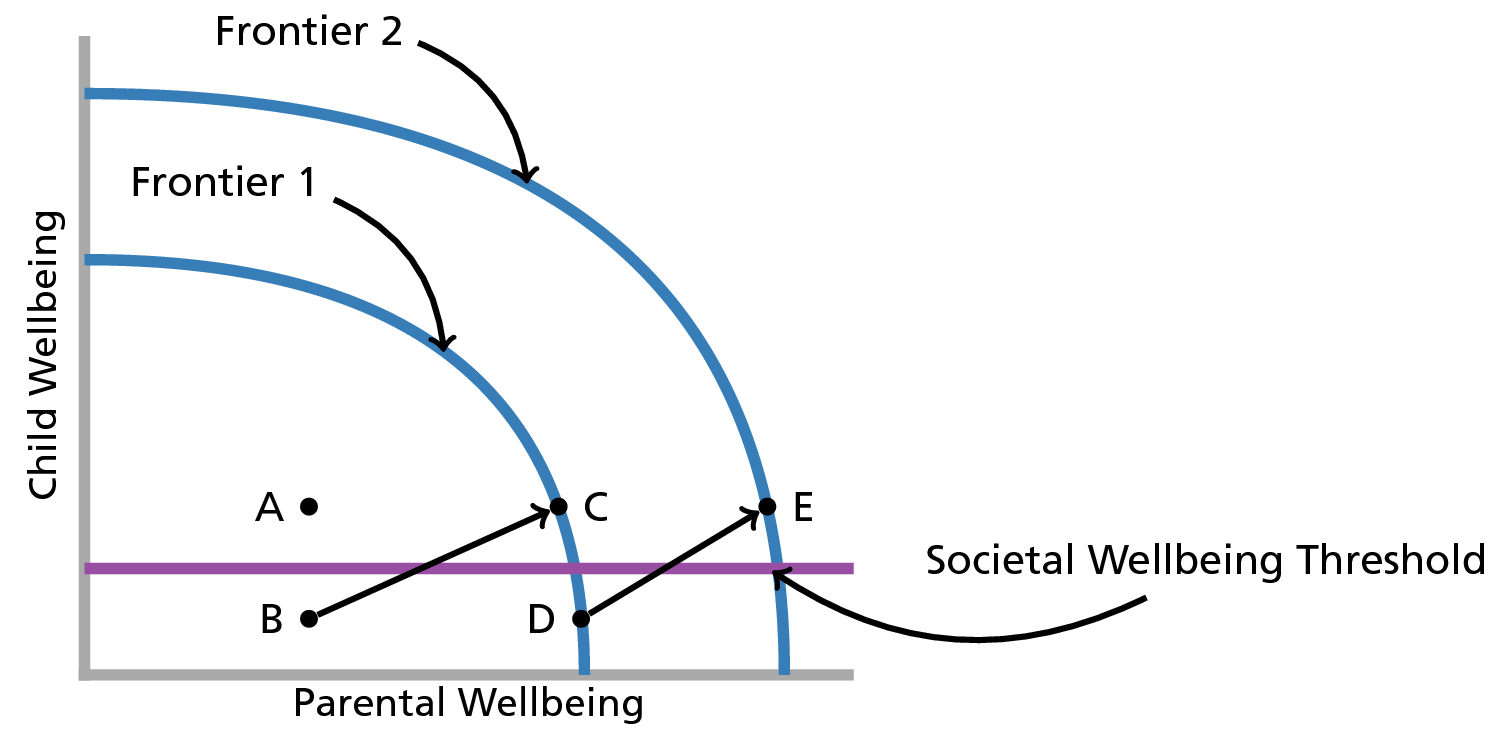 Frontier 2
Frontier 1
Child Wellbeing
A
C
E
Societal Wellbeing Threshold
B
D
Parental Wellbeing